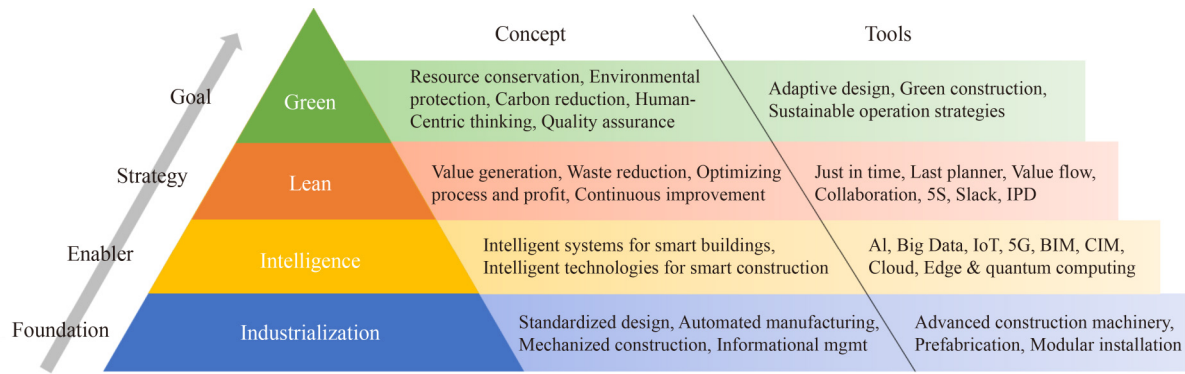 Concept
Tools
Goal
Green
Resource conservation, Environmental
protection, Carbon reduction, Human-
Centric thinking, Quality assurance
Adaptive design, Green construction,
Sustainable operation strategies
Strategy
Lean
Value generation, Waste reduction, Optimizing
process and profit, Continuous improvement
Just in time, Last planner, Value flow,
Collaboration, 5S, Slack, IPD
Enabler
Intelligence
Intelligent systems for smart buildings,
Intelligent technologies for smart construction
AI, Big Data, IoT, 5G, BIM, CIM,
Cloud, Edge & quantum computing
Foundation
Industrialization
Standardized design, Automated manufacturing,
Mechanized construction, Informational mgmt
Advanced construction machinery,
Prefabrication, Modular installation